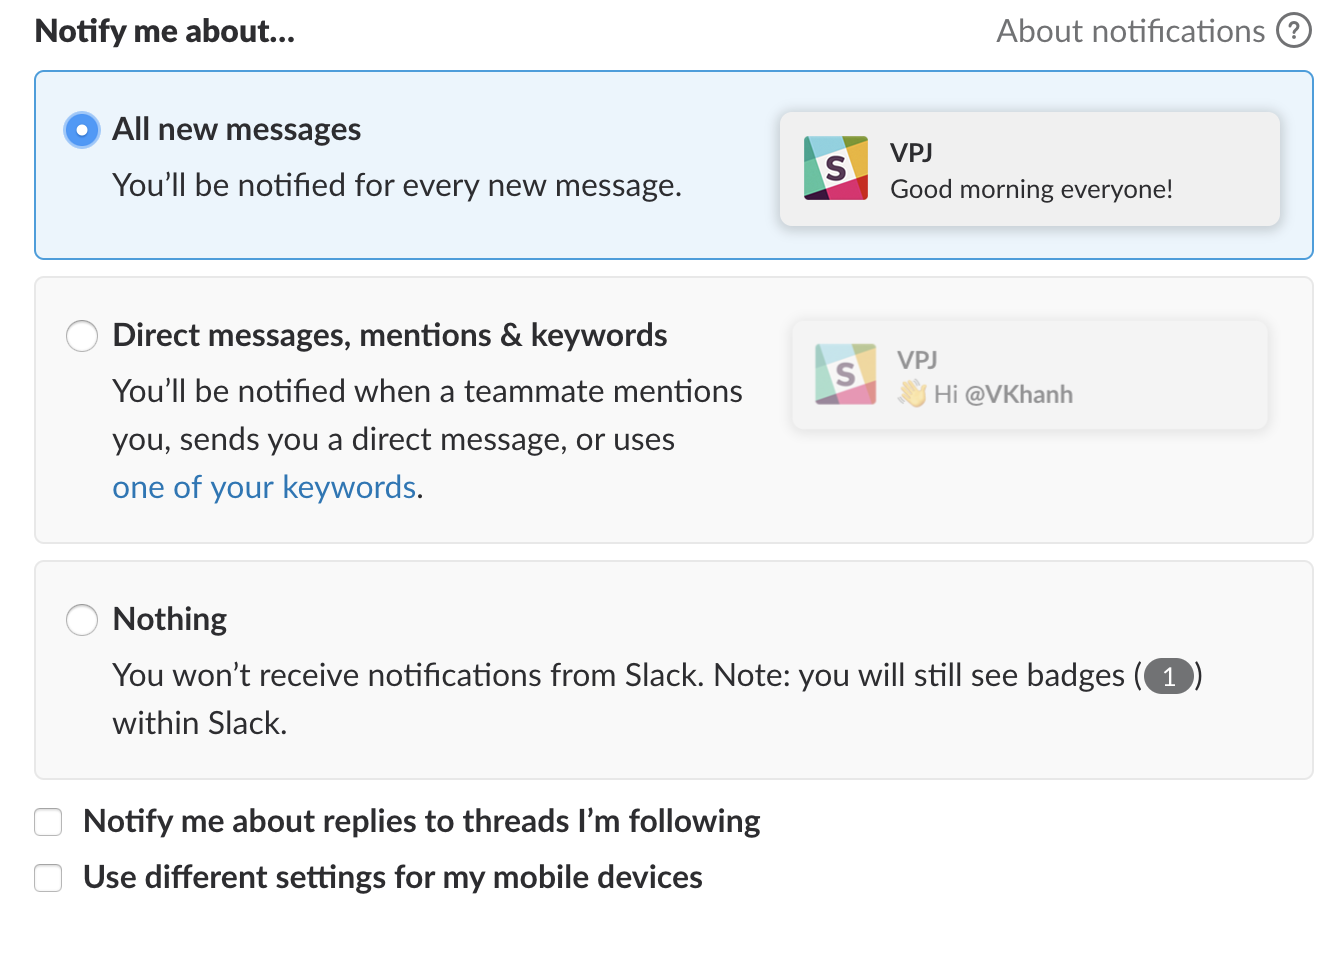 Notify me about...
About notifications ?
All new messages
You’ll be notified for every new message.
S
VPJ
Good morning everyone!
Direct messages, mentions & keywords
You’ll be notified when a teammate mentions
you, sends you a direct message, or uses
one of your keywords.
S
VPJ
👋 Hi @VKhanh
Nothing
You won’t receive notifications from Slack. Note: you will still see badges (1)
within Slack.
Notify me about replies to threads I’m following
Use different settings for my mobile devices